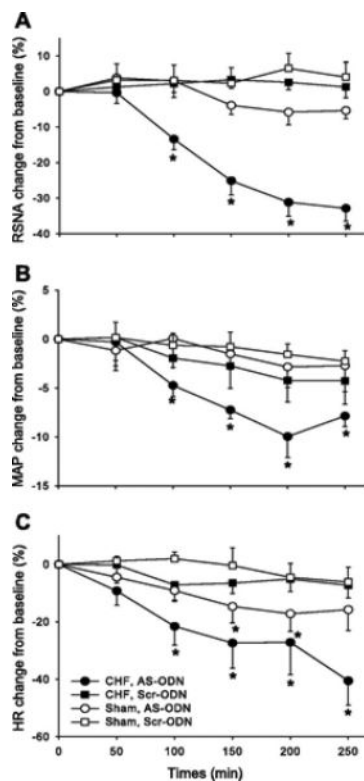 A
RSNA change from baseline (%)
10
0
-10
-20
-30
-40
*
*
*
*
B
MAP change from baseline (%)
5
0
-5
-10
-15
*
*
*
*
C
HR change from baseline (%)
20
0
-20
-40
-60
*
*
*
*
*
*
CHF, AS-ODN
CHF, Scr-ODN
Sham, AS-ODN
Sham, Scr-ODN
0 50 100 150 200 250
Times (min)